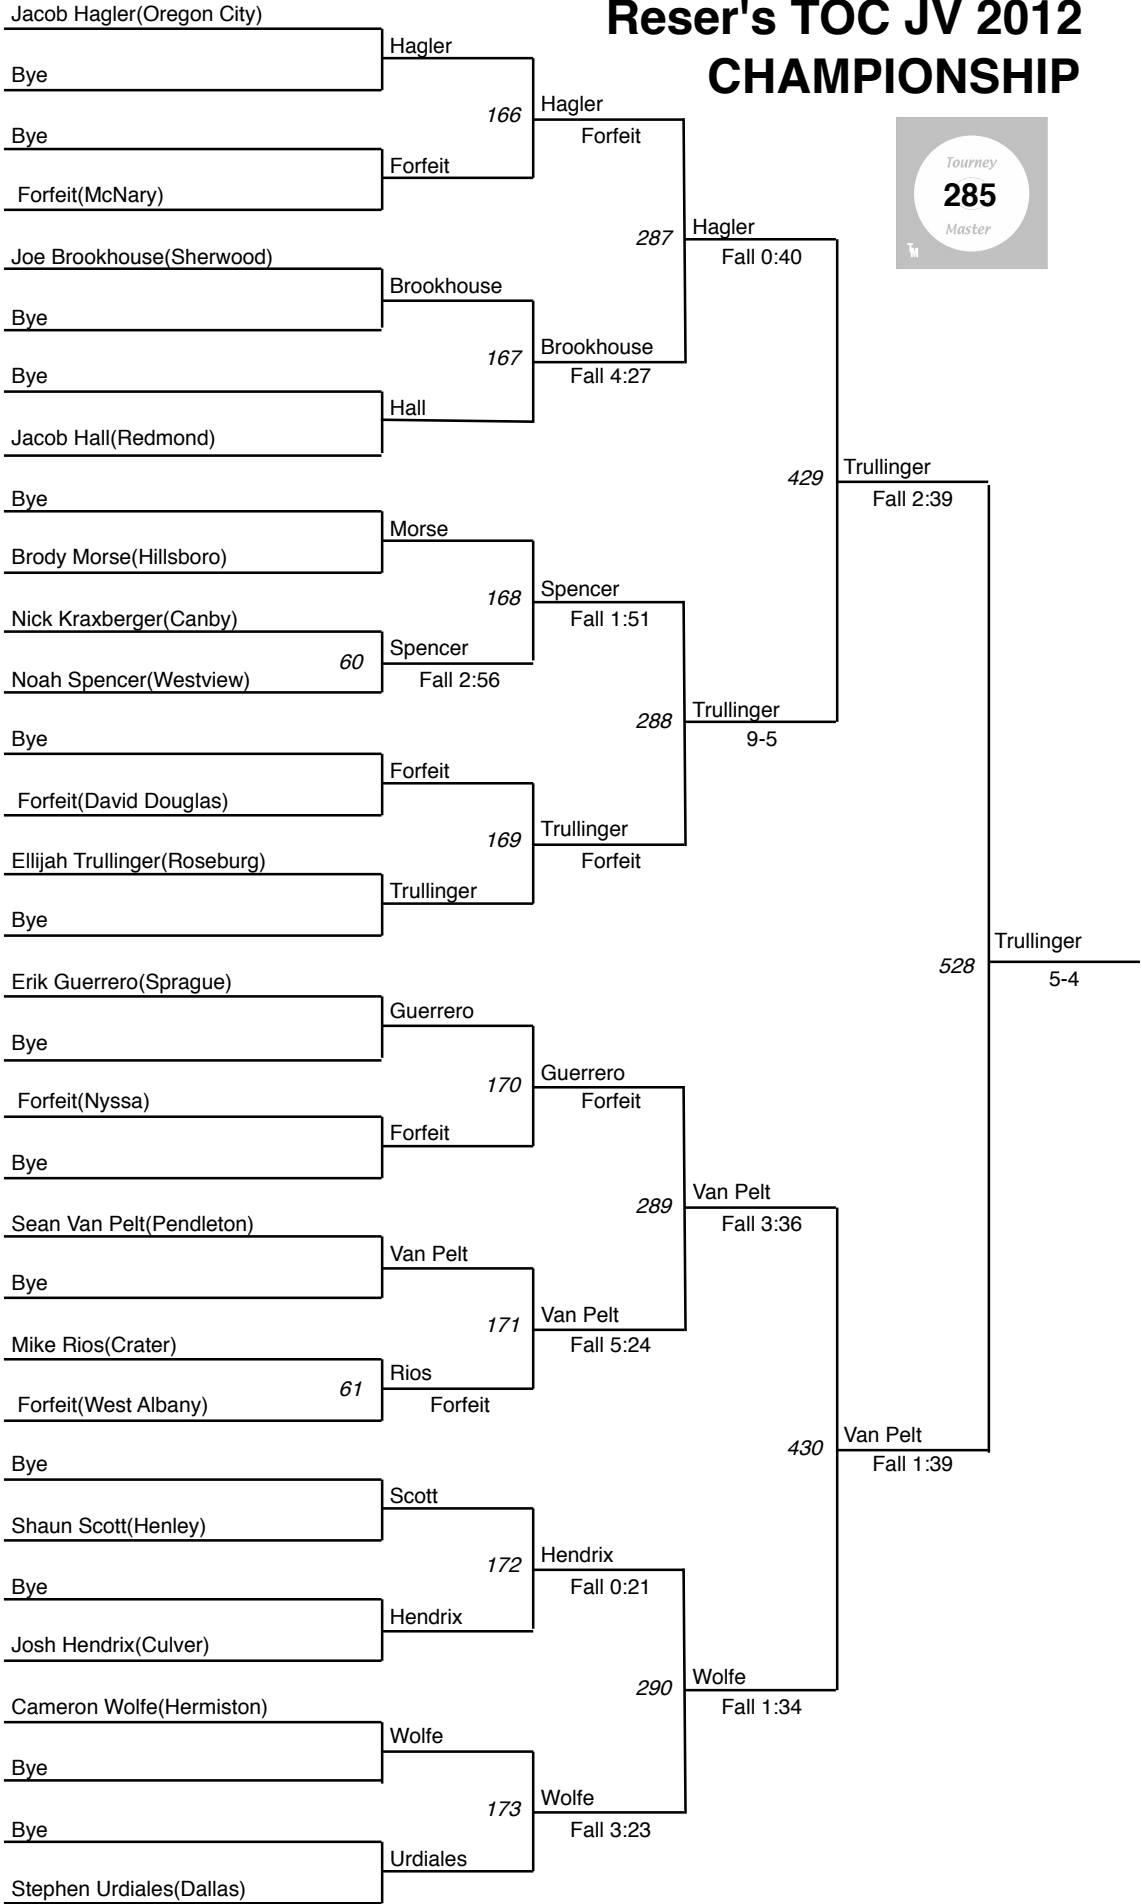 Reser's TOC JV 2012
CHAMPIONSHIP
Tourney
285
Master
TM
Jacob Hagler(Oregon City)
Bye
Bye
Forfeit(McNary)
Joe Brookhouse(Sherwood)
Bye
Bye
Jacob Hall(Redmond)
Bye
Brody Morse(Hillsboro)
Nick Kraxberger(Canby)
Noah Spencer(Westview)
Bye
Forfeit(David Douglas)
Ellijah Trullinger(Roseburg)
Bye
Erik Guerrero(Sprague)
Bye
Forfeit(Nyssa)
Bye
Sean Van Pelt(Pendleton)
Bye
Mike Rios(Crater)
Forfeit(West Albany)
Bye
Shaun Scott(Henley)
Bye
Josh Hendrix(Culver)
Cameron Wolfe(Hermiston)
Bye
Bye
Stephen Urdiales(Dallas)
60
61
Hagler
Forfeit
Brookhouse
Hall
Morse
Spencer
Fall 2:56
Forfeit
Trullinger
Guerrero
Forfeit
Van Pelt
Rios
Forfeit
Scott
Hendrix
Wolfe
Urdiales
166
167
168
169
170
171
172
173
Hagler
Forfeit
Brookhouse
Fall 4:27
Spencer
Fall 1:51
Trullinger
Forfeit
Guerrero
Forfeit
Van Pelt
Fall 5:24
Hendrix
Fall 0:21
Wolfe
Fall 3:23
287
288
289
290
Hagler
Fall 0:40
Trullinger
9-5
Van Pelt
Fall 3:36
Wolfe
Fall 1:34
429
430
Trullinger
Fall 2:39
Van Pelt
Fall 1:39
528
Trullinger
5-4